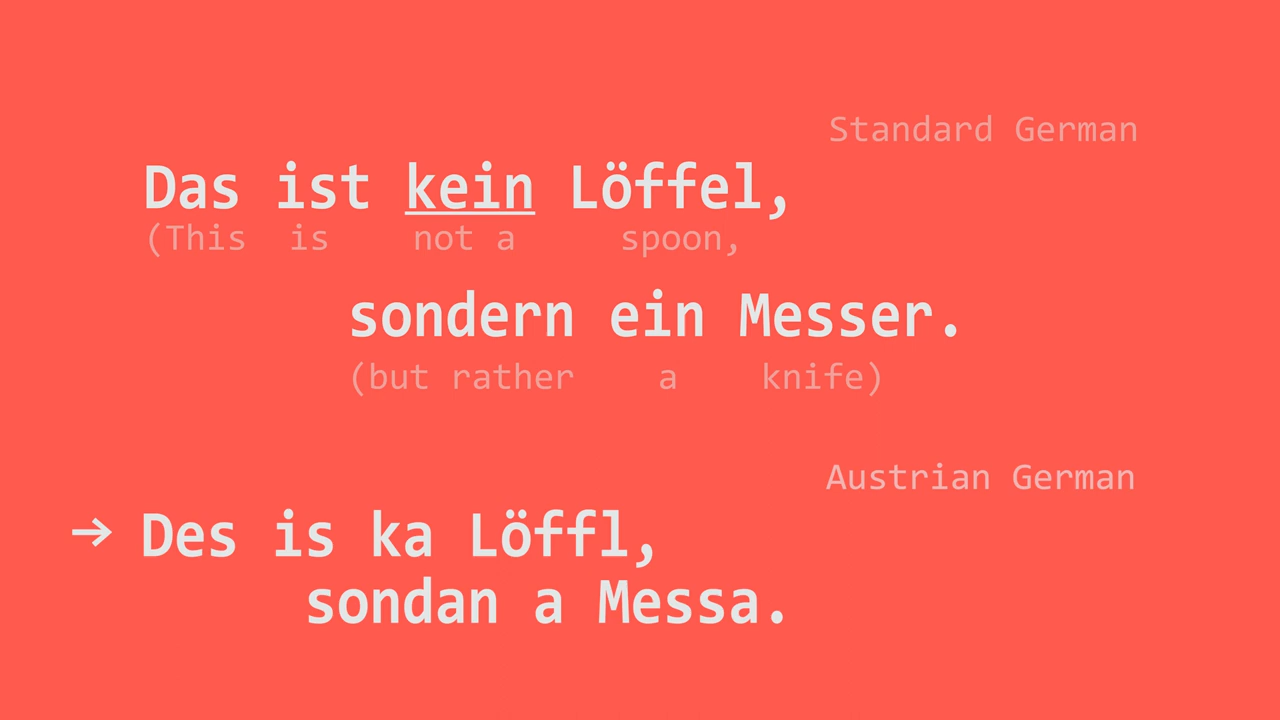 Standard German
Das ist kein Löffel,
(This is not a spoon,
sondern ein Messer.
(but rather a knife)
Austrian German
→ Des is ka Löffl,
sondan a Messa.